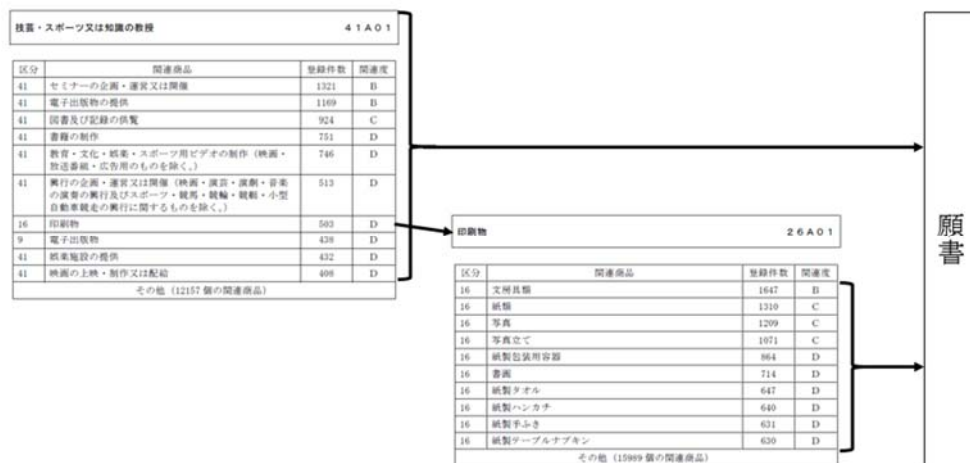 技芸・スポーツ又は知識の教授 41A01
区分 関連商品 登録件数 関連度
41 セミナーの企画・運営又は開催 1321 B
41 電子出版物の提供 1169 B
41 図書及び記録の供覧 924 C
41 書籍の制作 751 D
41 教育・文化・娯楽・スポーツ用ビデオの制作(映画・ 746 D
放送番組・広告用のものを除く。)
41 興行の企画・運営又は開催(映画・演芸・演劇・音楽 513 D
の演奏の興行及びスポーツ・競馬・競輪・競艇・小型
自動車競走の興行に関するものを除く。)
16 印刷物 503 D
9 電子出版物 438 D
41 娯楽施設の提供 432 D
41 映画の上映・制作又は配給 408 D
その他(12157個の関連商品)
印刷物 26A01
区分 関連商品 登録件数 関連度
16 文房具類 1647 B
16 紙類 1310 C
16 写真 1209 C
16 写真立て 1071 C
16 紙製包装用容器 864 D
16 書画 714 D
16 紙製タオル 647 D
16 紙製ハンカチ 640 D
16 紙製手ふき 631 D
16 紙製テーブルナプキン 630 D
その他(15989個の関連商品)
願書